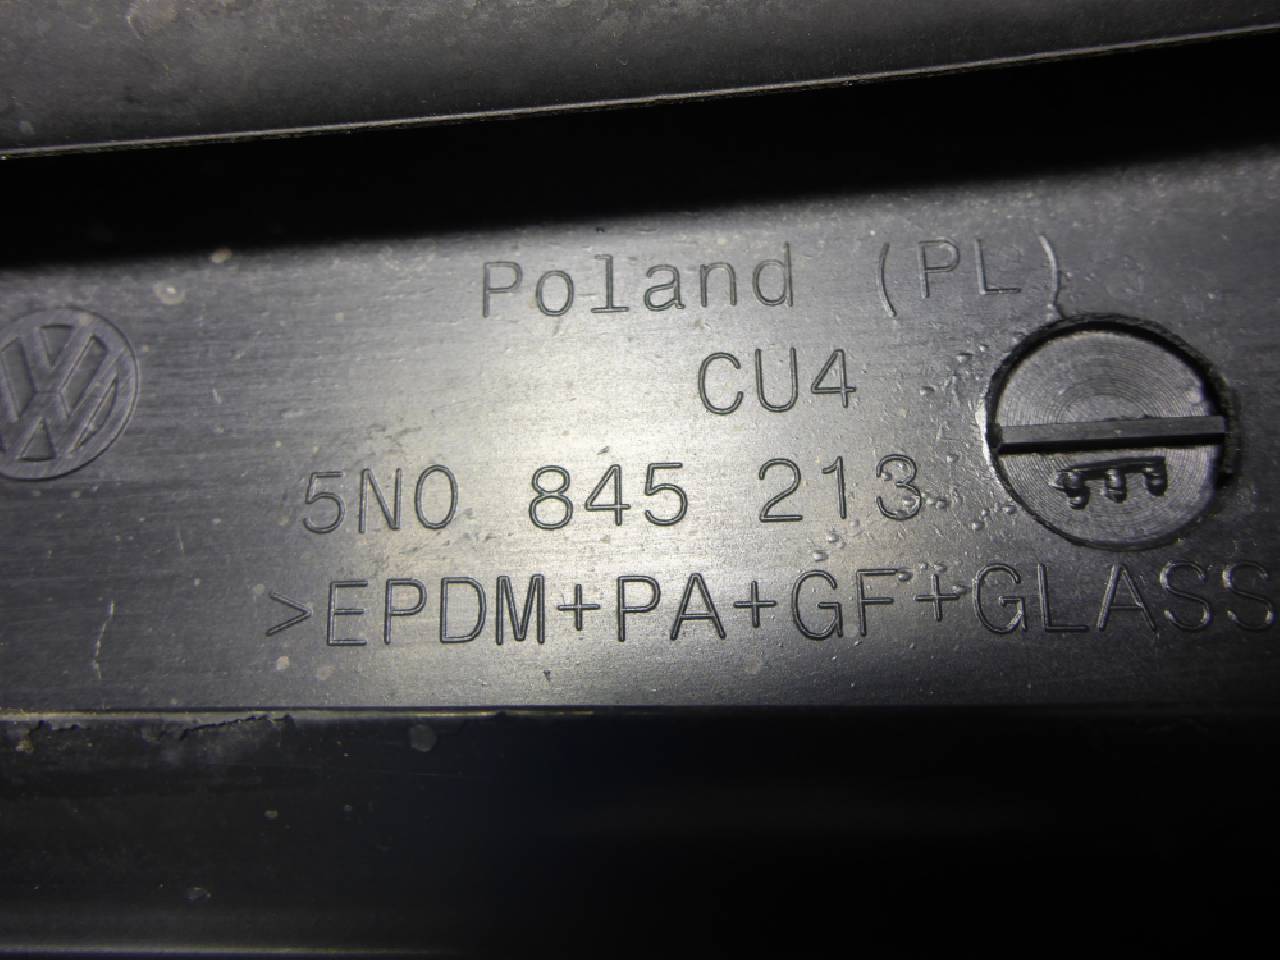 Poland (PL)
CU4
5N0 845 213
>EPDM+PA+GF+GLASS